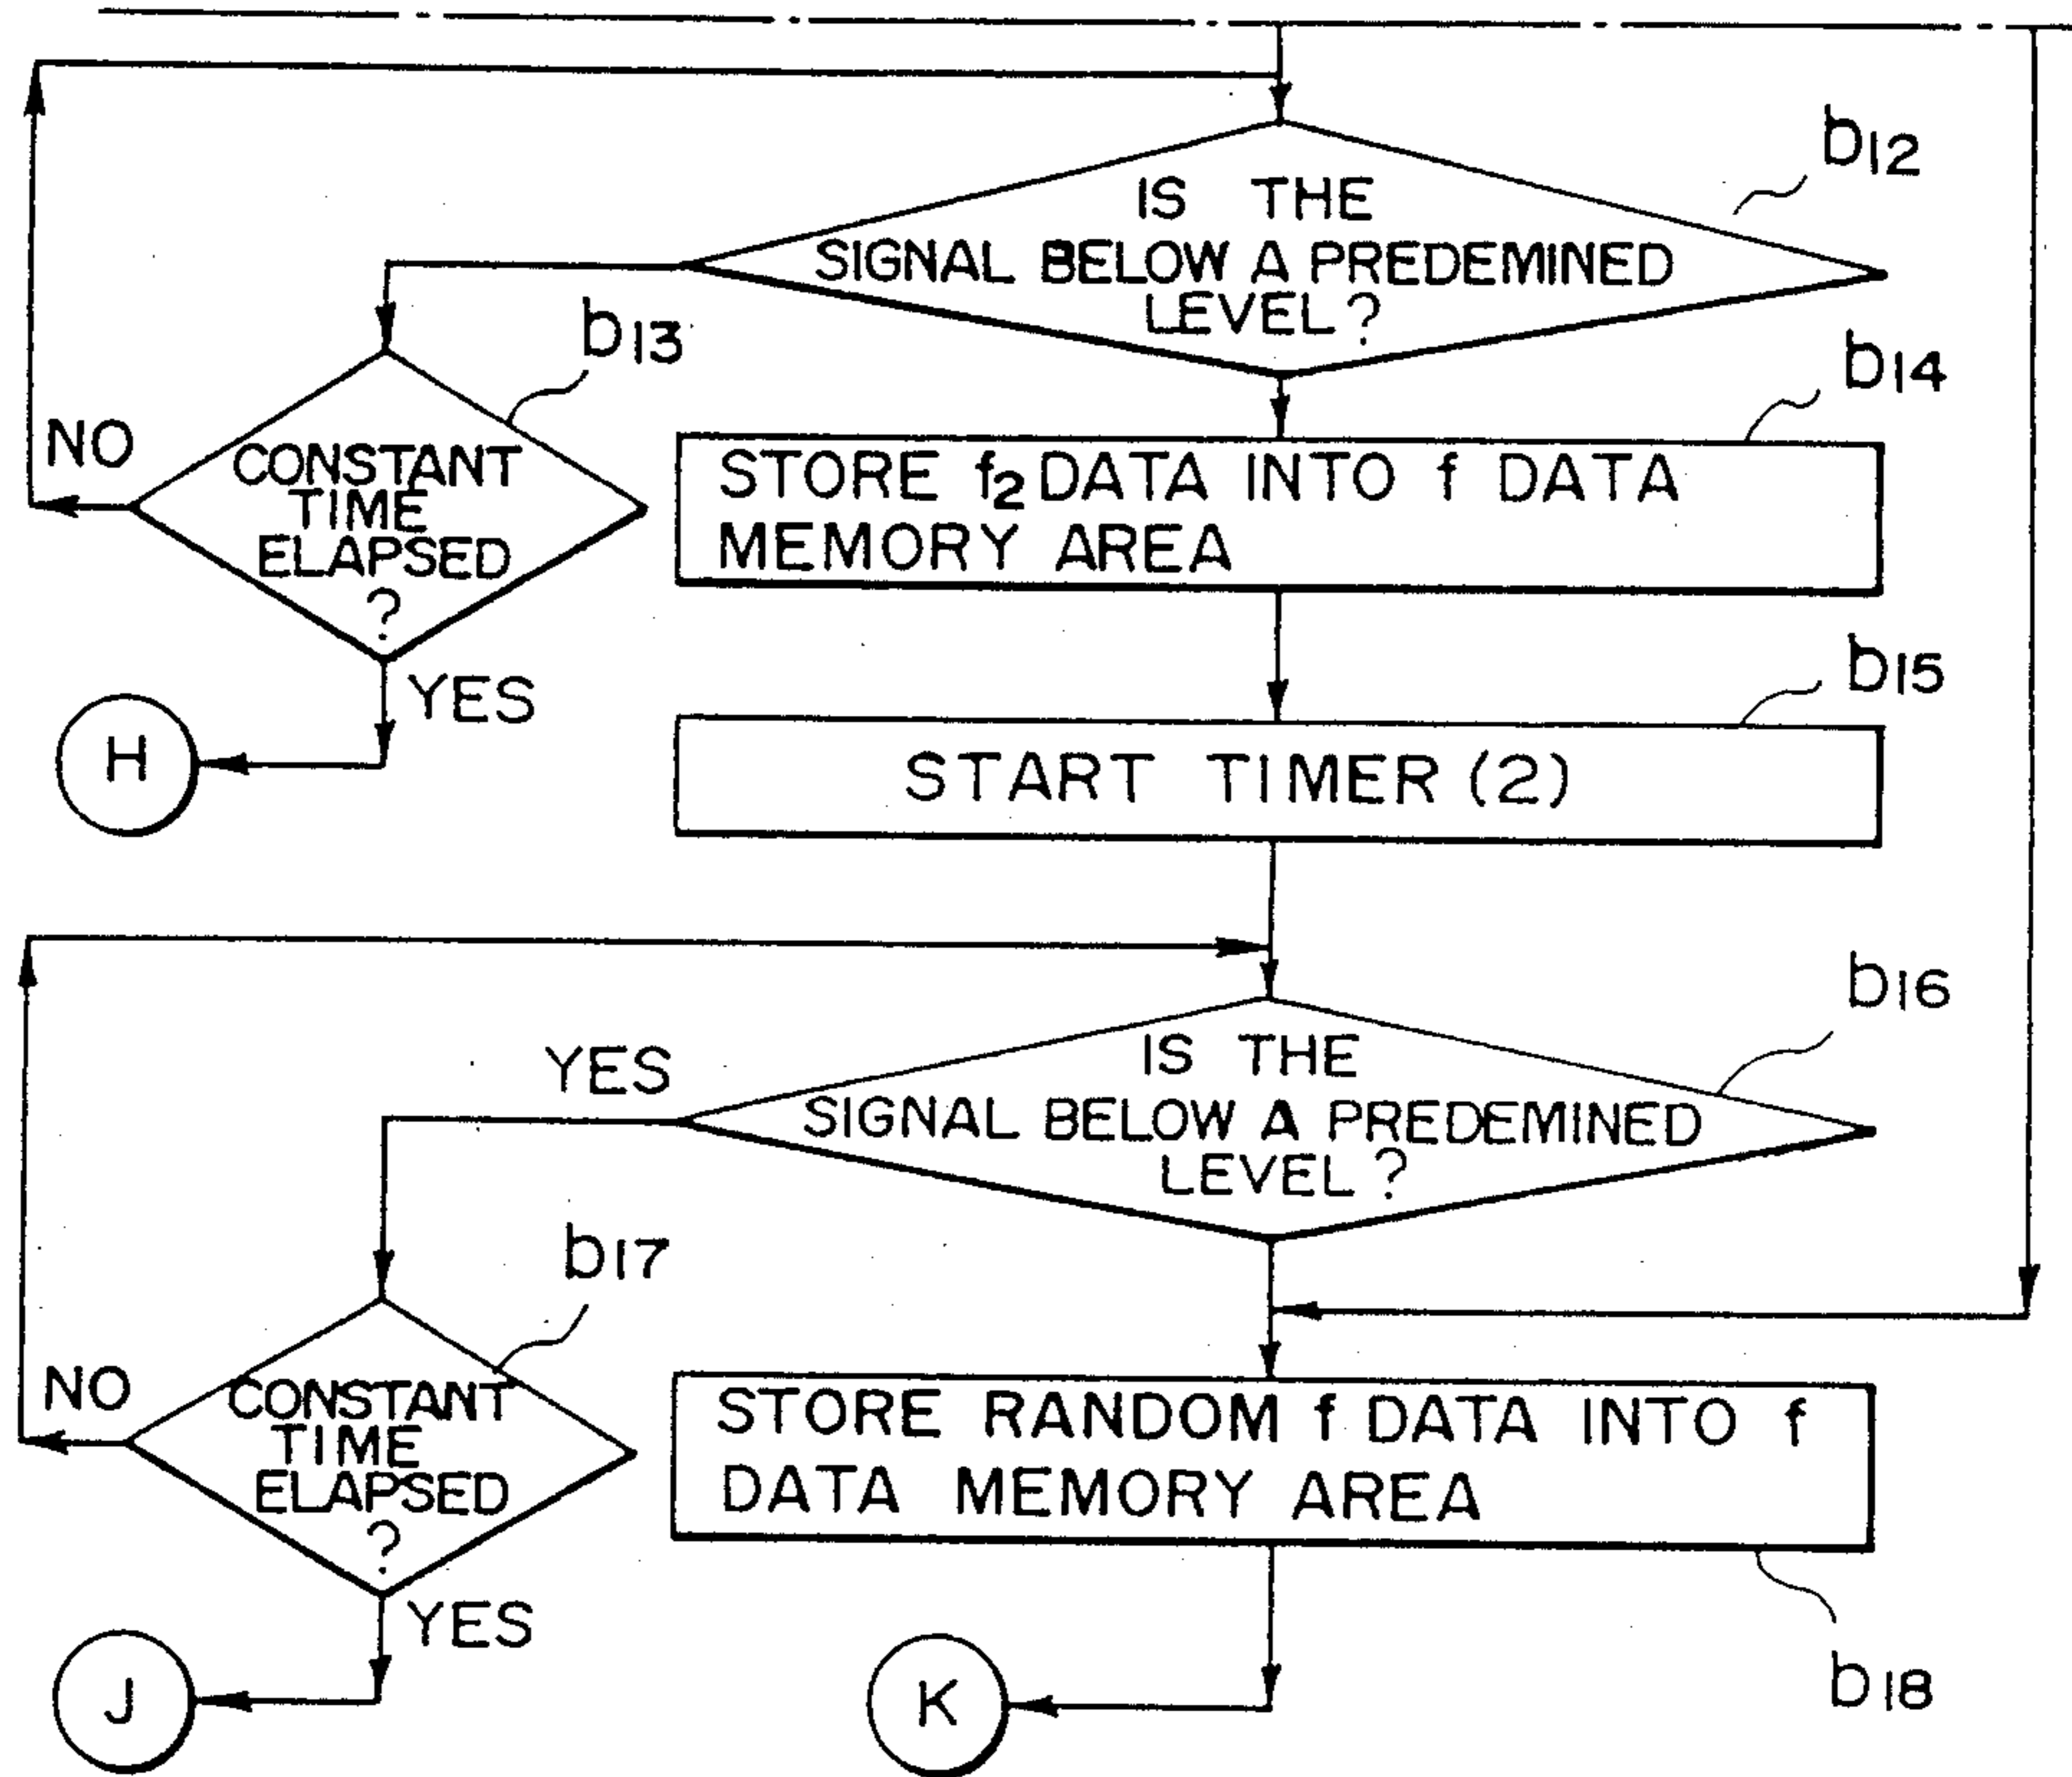 b12
IS THE
SIGNAL BELOW A PREDEMINED
LEVEL?
b13
b14
NO
CONSTANT
TIME
ELAPSED
?
STORE f2 DATA INTO f DATA
MEMORY AREA
YES
H
b15
START TIMER (2)
b16
YES
IS THE
SIGNAL BELOW A PREDEMINED
LEVEL?
b17
NO
CONSTANT
TIME
ELAPSED
?
STORE RANDOM f DATA INTO f
DATA MEMORY AREA
YES
J
K
b18